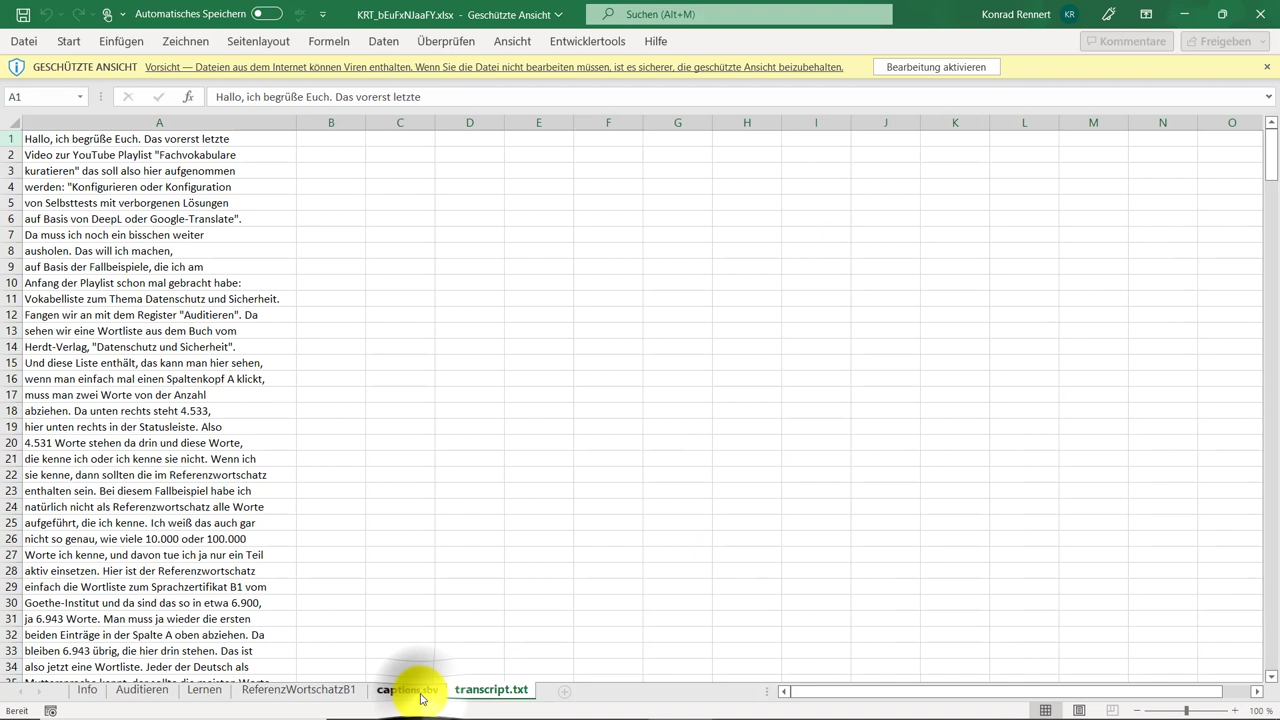 Automatisches Speichern
KRT_bEuFxNJaaFY.xlsx - Geschützte Ansicht
Suchen (Alt+M)
Konrad Rennert
KR
Datei Start Einfügen Zeichnen Seitenlayout Formeln Daten Überprüfen Ansicht Entwicklertools Hilfe Kommentare Freigeben
GESCHÜTZTE ANSICHT Vorsicht — Dateien aus dem Internet können Viren enthalten. Wenn Sie die Datei nicht bearbeiten müssen, ist es sicherer, die geschützte Ansicht beizubehalten. Bearbeitung aktivieren
A1 fx Hallo, ich begrüße Euch. Das vorerst letzte
A B C D E F G H I J K L M N O
1 Hallo, ich begrüße Euch. Das vorerst letzte
2 Video zur YouTube Playlist "Fachvokabulare
3 kuratieren" das soll also hier aufgenommen
4 werden: "Konfigurieren oder Konfiguration
5 von Selbsttests mit verborgenen Lösungen
6 auf Basis von DeepL oder Google-Translate".
7 Da muss ich noch ein bisschen weiter
8 ausholen. Das will ich machen,
9 auf Basis der Fallbeispiele, die ich am
10 Anfang der Playlist schon mal gebracht habe:
11 Vokabelliste zum Thema Datenschutz und Sicherheit.
12 Fangen wir an mit dem Register "Auditieren". Da
13 sehen wir eine Wortliste aus dem Buch vom
14 Herdt-Verlag, "Datenschutz und Sicherheit".
15 Und diese Liste enthält, das kann man hier sehen,
16 wenn man einfach mal einen Spaltenkopf A klickt,
17 muss man zwei Worte von der Anzahl
18 abziehen. Da unten rechts steht 4.533,
19 hier unten rechts in der Statusleiste. Also
20 4.531 Worte stehen da drin und diese Worte,
21 die kenne ich oder ich kenne sie nicht. Wenn ich
22 sie kenne, dann sollten die im Referenzwortschatz
23 enthalten sein. Bei diesem Fallbeispiel habe ich
24 natürlich nicht als Referenzwortschatz alle Worte
25 aufgeführt, die ich kenne. Ich weiß das auch gar
26 nicht so genau, wie viele 10.000 oder 100.000
27 Worte ich kenne, und davon tue ich ja nur ein Teil
28 aktiv einsetzen. Hier ist der Referenzwortschatz
29 einfach die Wortliste zum Sprachzertifikat B1 vom
30 Goethe-Institut und da sind das so in etwa 6.900,
31 ja 6.943 Worte. Man muss ja wieder die ersten
32 beiden Einträge in der Spalte A oben abziehen. Da
33 bleiben 6.943 übrig, die hier drin stehen. Das ist
34 also jetzt eine Wortliste. Jeder der Deutsch als
Info Auditieren Lernen ReferenzWortschatzB1 captions.sbv transcript.txt
Bereit 100 %